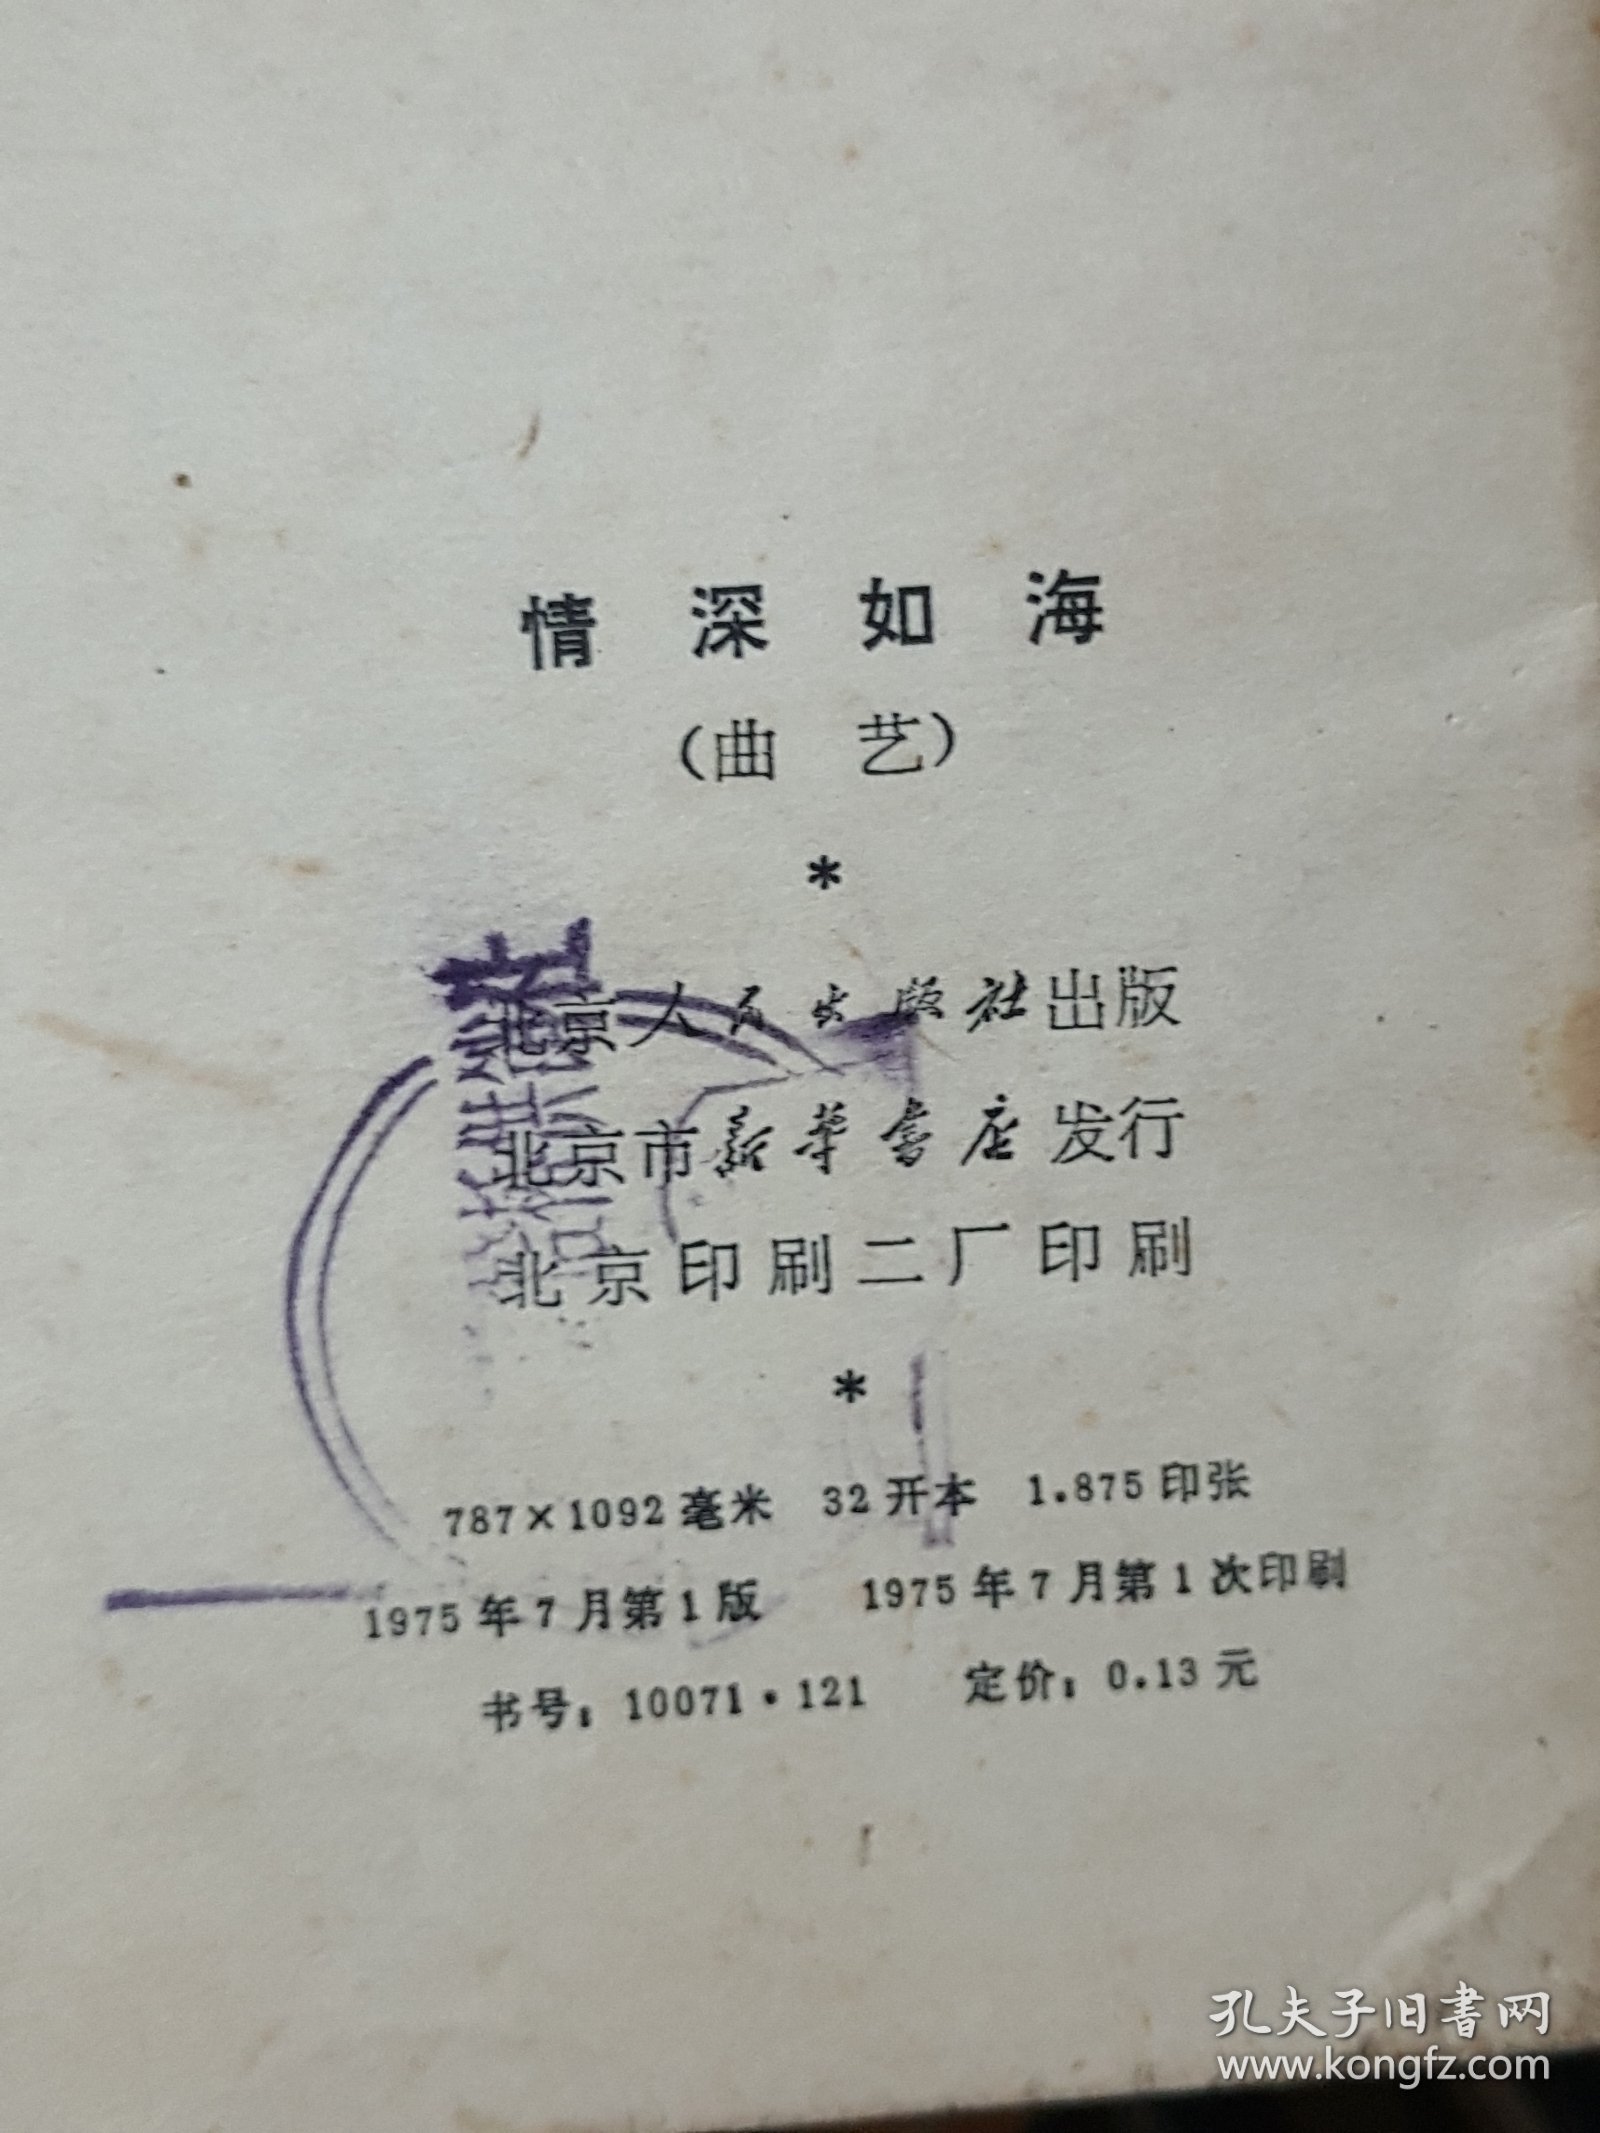 情深如海
（曲艺）
*
北京人民出版社出版
北京市新华书店发行
北京印刷二厂印刷
*
787×1092毫米 32开本 1.875印张
1975年7月第1版 1975年7月第1次印刷
书号：10071·121 定价：0.13元
孔夫子旧书网
www.kongfz.com